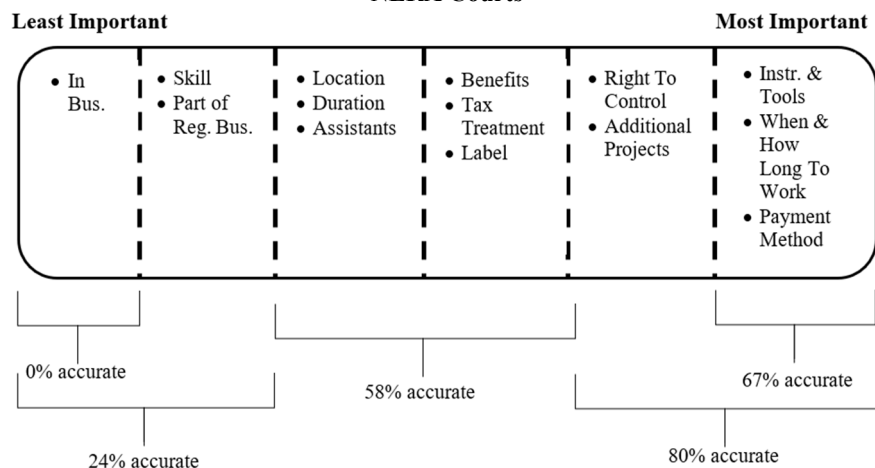 Least Important
Most Important
• In
Bus.
• Skill
• Part of
Reg. Bus.
• Location
• Duration
• Assistants
• Benefits
• Tax
Treatment
• Label
• Right To
Control
• Additional
Projects
• Instr. &
Tools
• When &
How
Long To
Work
• Payment
Method
0% accurate
58% accurate
67% accurate
24% accurate
80% accurate